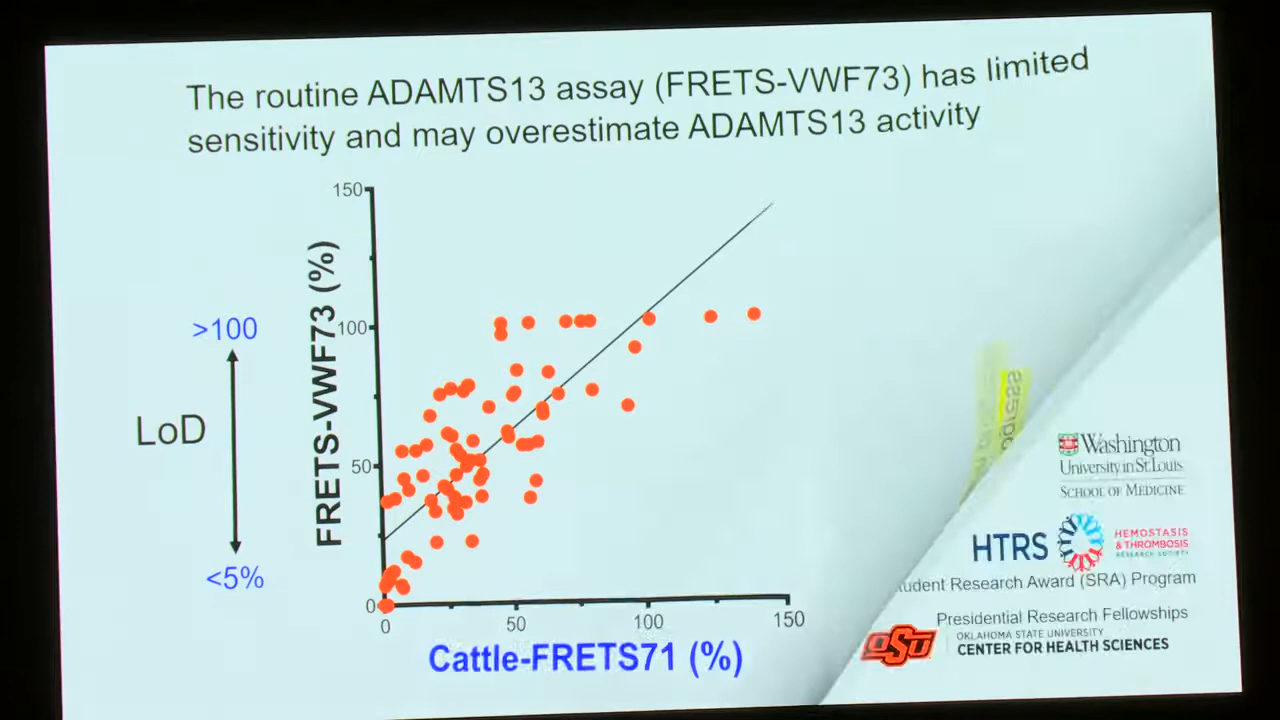 The routine ADAMTS13 assay (FRETS-VWF73) has limited
sensitivity and may overestimate ADAMTS13 activity
150
100
50
0
FRETS-VWF73 (%)
>100
LoD
<5%
0
50
100
150
Cattle-FRETS71 (%)
Washington
University in St. Louis
SCHOOL OF MEDICINE
HTRS
HEMOSTASIS
& THROMBOSIS
RESEARCH SOCIETY
Research Award (SRA) Program
Presidential Research Fellowships
OSU
OKLAHOMA STATE UNIVERSITY
CENTER FOR HEALTH SCIENCES